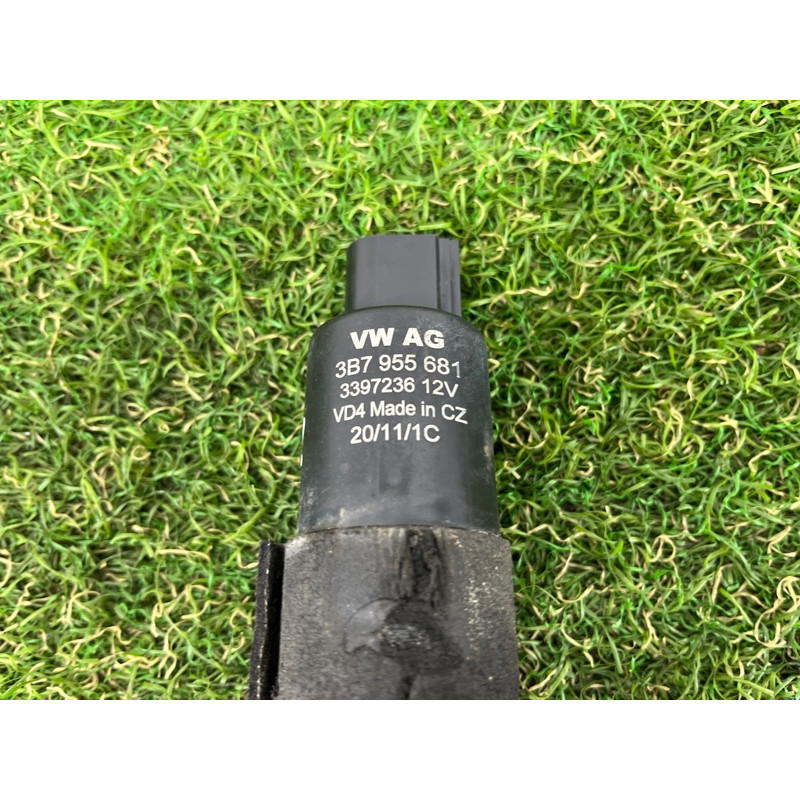 VW AG
3B7 955 681
3397236 12V
VD4 Made in CZ
20/11/1C